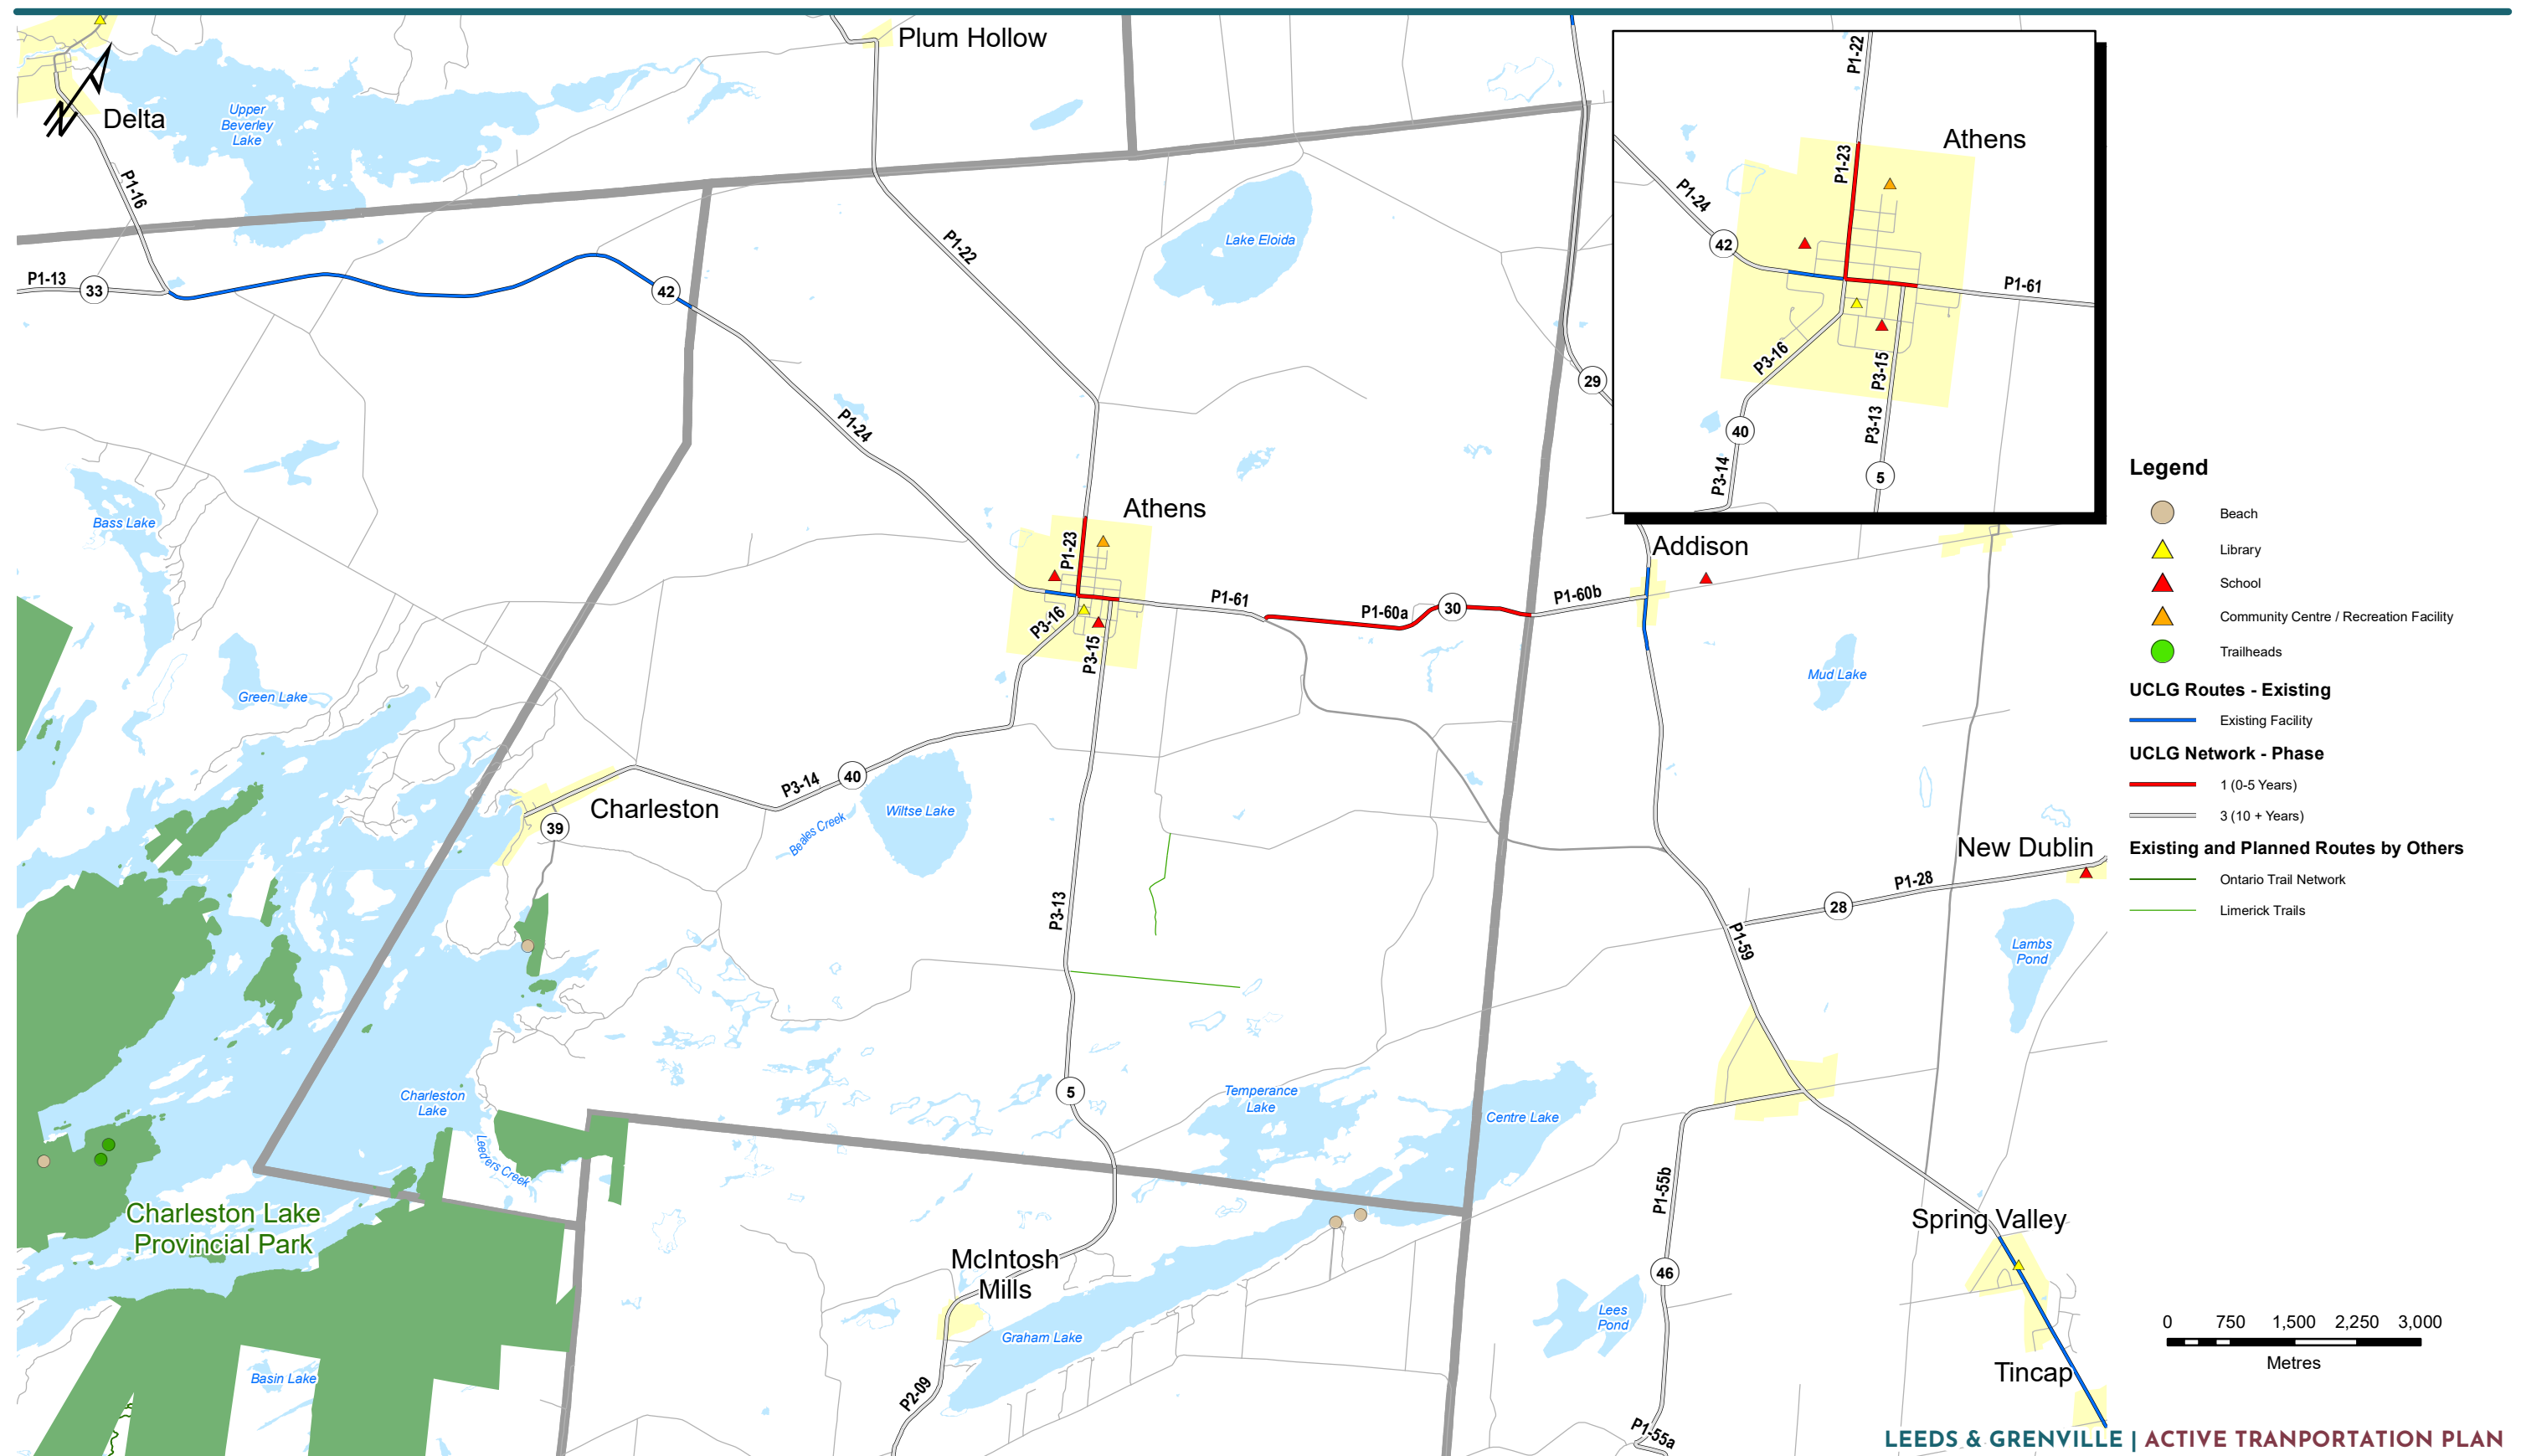 Plum Hollow
Delta
Upper
Beverley
Lake
P1-16
P1-13
33
42
P1-22
Lake Eloida
29
P1-24
Bass Lake
Athens
P1-23
P3-16
P3-15
P1-61
P1-60a
30
P1-60b
Addison
Green Lake
Mud Lake
Charleston
39
P3-14
40
Beales Creek
Wiltse Lake
P3-13
New Dublin
P1-28
28
P1-59
Lambs
Pond
Charleston
Lake
Leeders Creek
5
Temperance
Lake
Centre Lake
Charleston Lake
Provincial Park
P1-55b
Spring Valley
McIntosh
Mills
46
Graham Lake
Lees
Pond
Basin Lake
P2-09
Tincap
P1-55a
P1-22
Athens
P1-23
P1-24
42
P1-61
P3-16
P3-15
40
P3-13
P3-14
5
Legend
Beach
Library
School
Community Centre / Recreation Facility
Trailheads
UCLG Routes - Existing
Existing Facility
UCLG Network - Phase
1 (0-5 Years)
3 (10 + Years)
Existing and Planned Routes by Others
Ontario Trail Network
Limerick Trails
0 750 1,500 2,250 3,000
Metres
LEEDS & GRENVILLE | ACTIVE TRANPORTATION PLAN